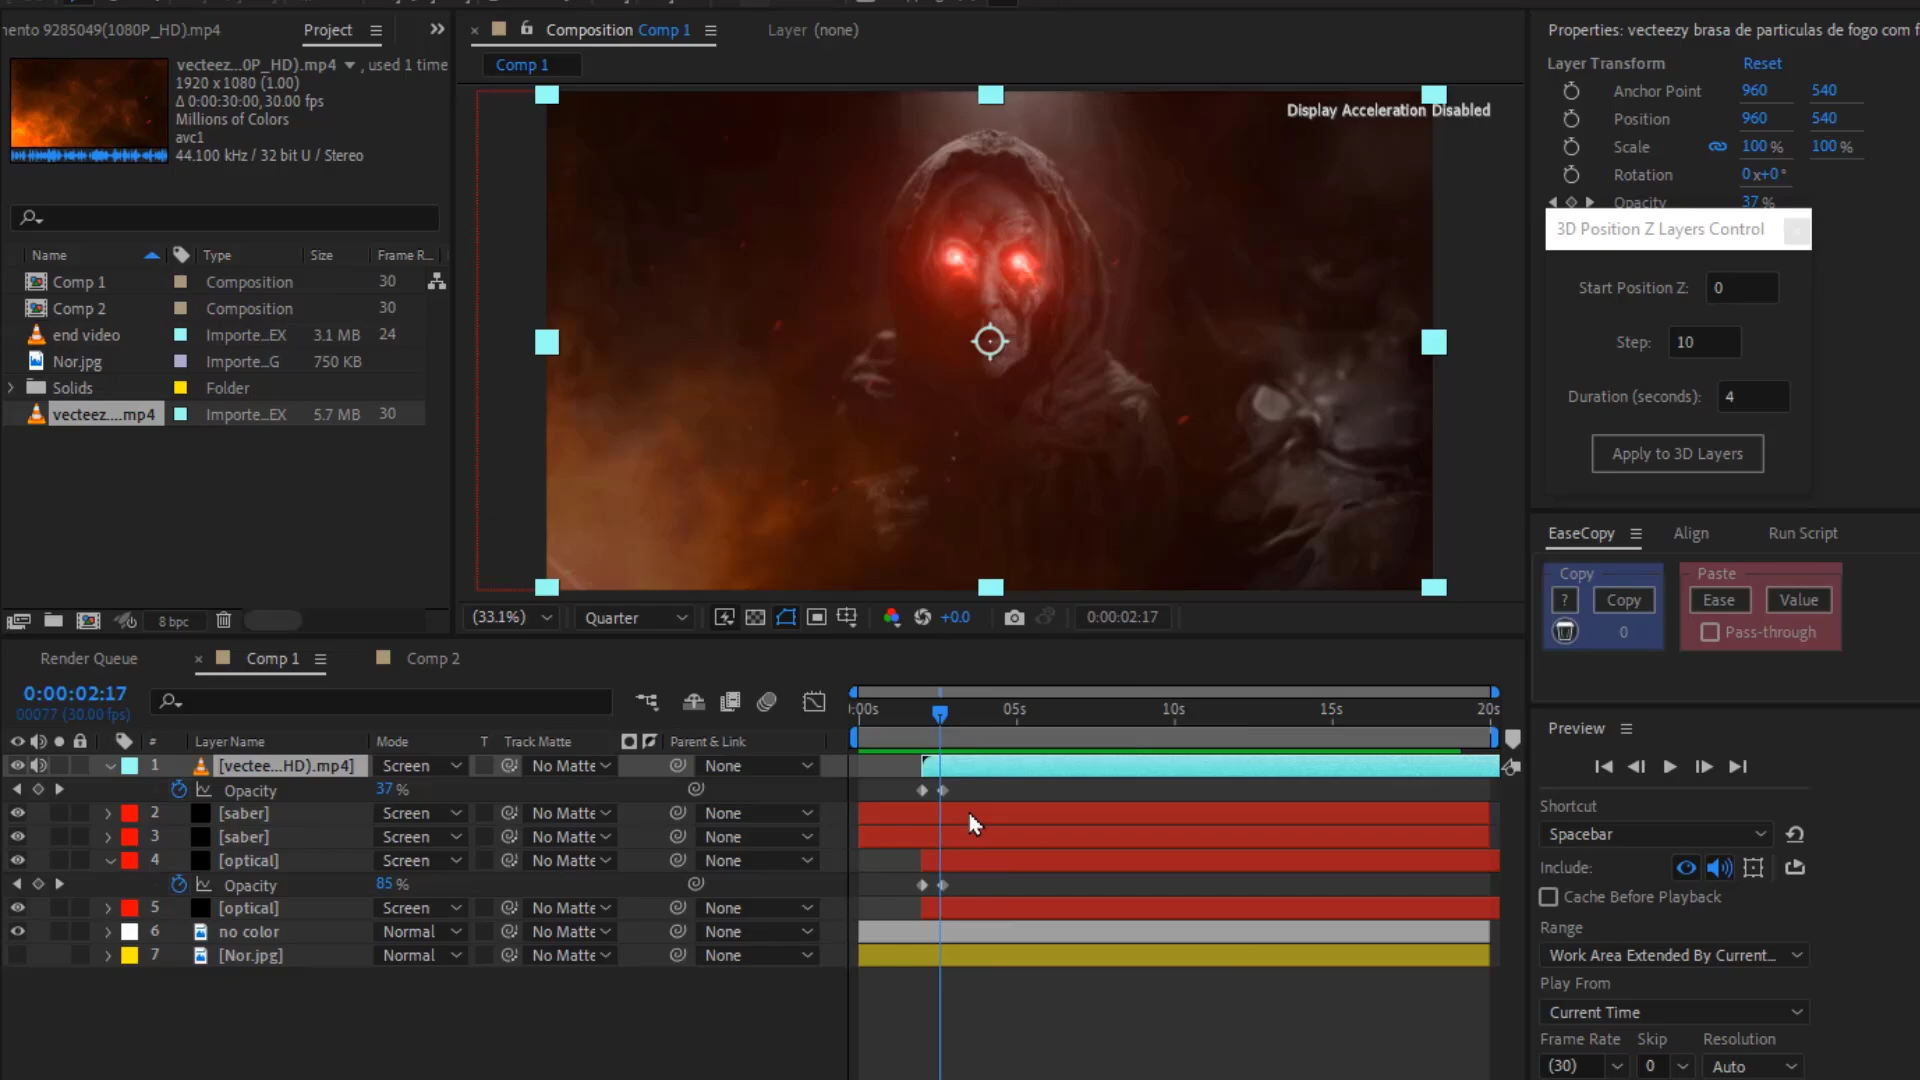 mento 9285049(1080P_HD).mp4
Project
vecteez...0P_HD).mp4 , used 1 time
1920 x 1080 (1.00)
Δ 0:00:30:00, 30.00 fps
Millions of Colors
avc1
44.100 kHz / 32 bit U / Stereo
Name Type Size Frame R...
Comp 1 Composition 30
Comp 2 Composition 30
end video Importe...EX 3.1 MB 24
Nor.jpg Importe...G 750 KB
Solids Folder
vecteez....mp4 Importe...EX 5.7 MB 30
8 bpc
Composition Comp 1
Layer (none)
Comp 1
Display Acceleration Disabled
(33.1%) Quarter +0.0 0:00:02:17
Properties: vecteezy brasa de particulas de fogo com f
Layer Transform Reset
Anchor Point 960 540
Position 960 540
Scale 100 % 100 %
Rotation 0x+0°
Opacity 37 %
3D Position Z Layers Control
Start Position Z: 0
Step: 10
Duration (seconds): 4
Apply to 3D Layers
EaseCopy Align Run Script
Copy Paste
? Copy Ease Value
0 Pass-through
Render Queue Comp 1 Comp 2
0:00:02:17
00077 (30.00 fps)
:00s 05s 10s 15s 20s
# Layer Name Mode T Track Matte Parent & Link
1 [vectee...HD).mp4] Screen No Matte None
Opacity 37 %
2 [saber] Screen No Matte None
3 [saber] Screen No Matte None
4 [optical] Screen No Matte None
Opacity 85 %
5 [optical] Screen No Matte None
6 no color Normal No Matte None
7 [Nor.jpg] Normal No Matte None
Preview
Shortcut
Spacebar
Include:
Cache Before Playback
Range
Work Area Extended By Current...
Play From
Current Time
Frame Rate Skip Resolution
(30) 0 Auto